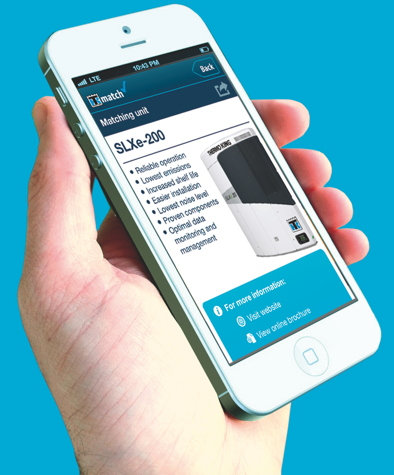 LTE
10:43 PM
match
Back
Matching unit
SLXe-200
• Reliable operation
• Lowest emissions
• Increased shelf life
• Easier installation
• Lowest noise level
• Proven components
• Optimal data
monitoring and
management
THERMO KING
For more information:
Visit website
View online brochure